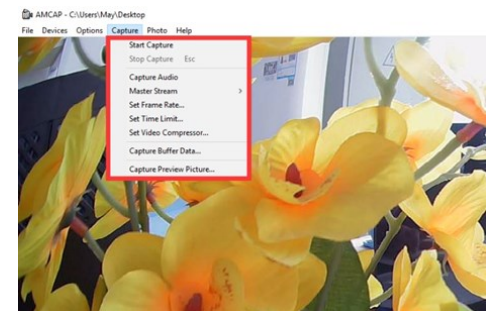 AMCAP - C:\Users\May\Desktop
File Devices Options Capture Photo Help
Start Capture
Stop Capture Esc
Capture Audio
Master Stream >
Set Frame Rate...
Set Time Limit...
Set Video Compressor...
Capture Buffer Data...
Capture Preview Picture...